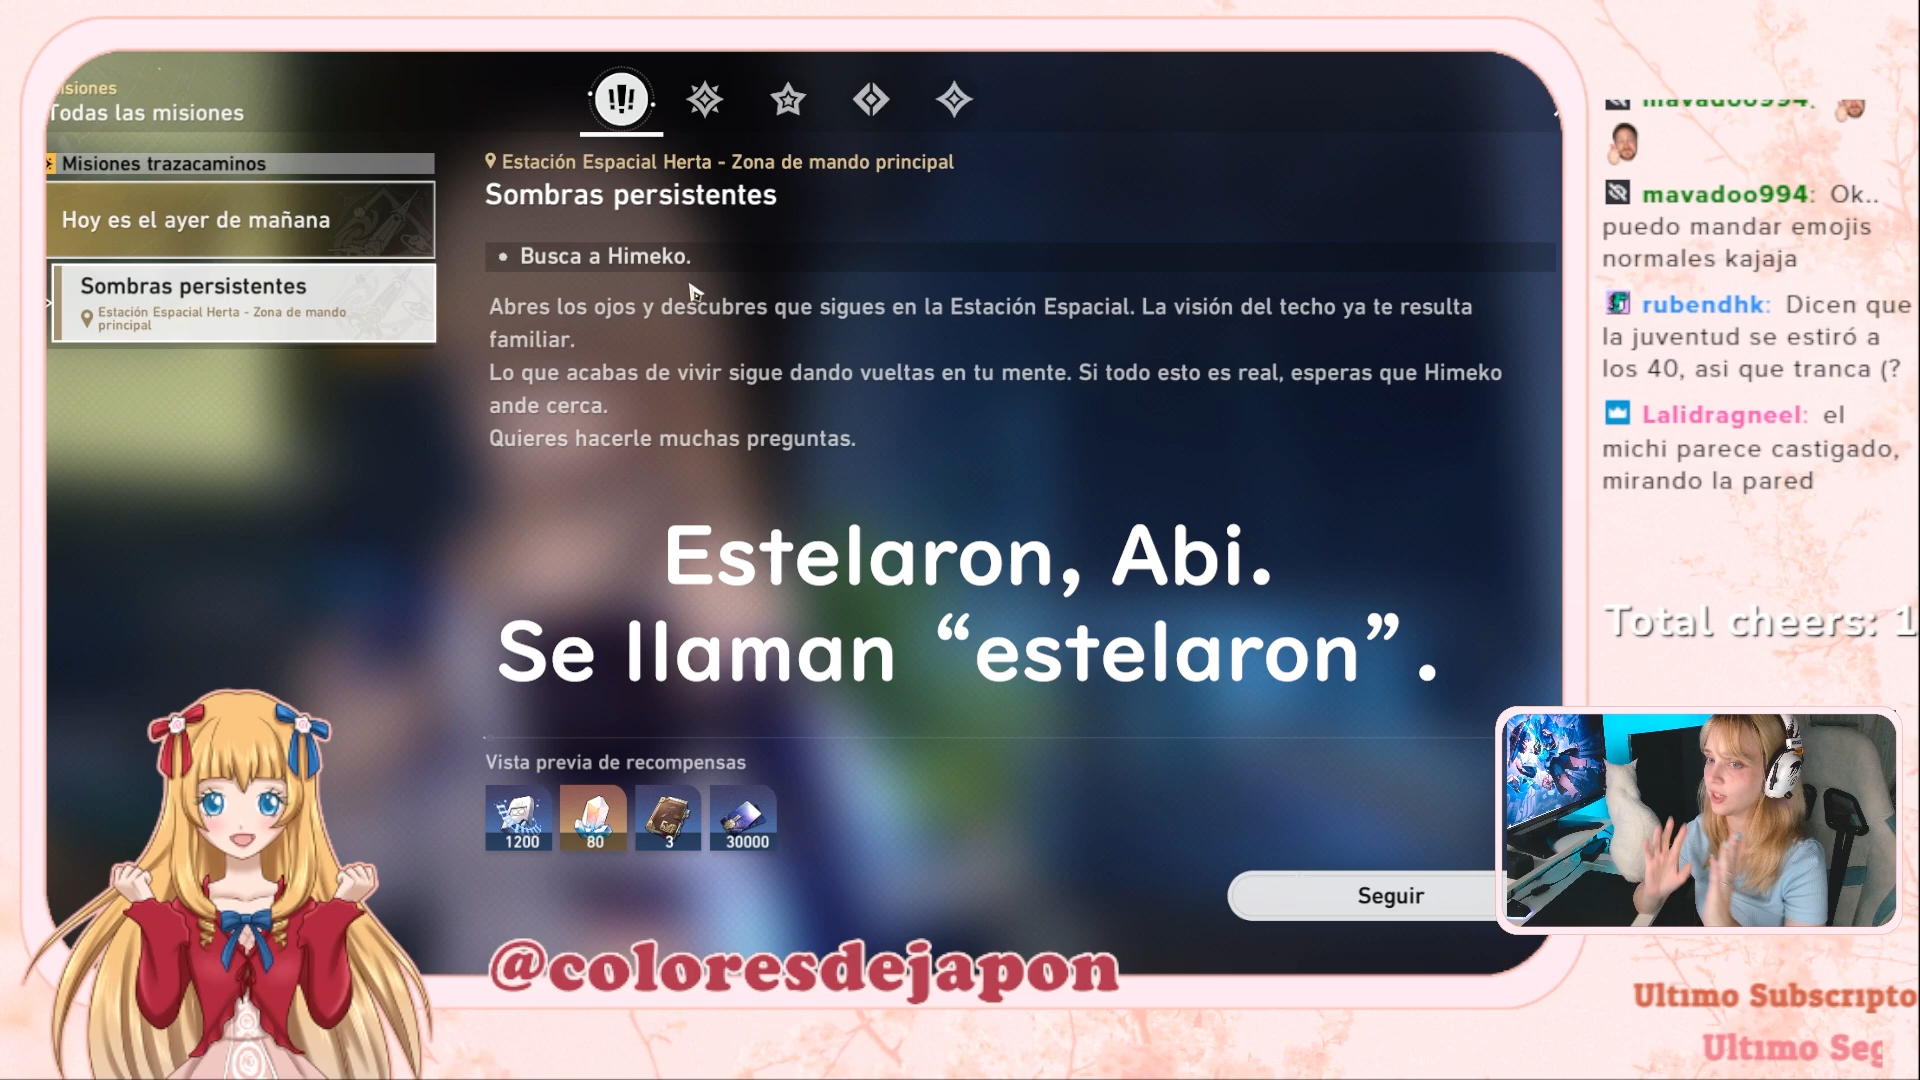 Todas las misiones
Misiones trazacaminos
Hoy es el ayer de mañana
Sombras persistentes
Estación Espacial Herta - Zona de mando
principal
Estación Espacial Herta - Zona de mando principal
Sombras persistentes
Busca a Himeko.
Abres los ojos y descubres que sigues en la Estación Espacial. La visión del techo ya te resulta
familiar.
Lo que acabas de vivir sigue dando vueltas en tu mente. Si todo esto es real, esperas que Himeko
ande cerca.
Quieres hacerle muchas preguntas.
Estelaron, Abi.
Se llaman “estelaron”.
Vista previa de recompensas
1200
80
3
30000
Seguir
@coloresdejapon
mavadoo994:
mavadoo994: Ok..
puedo mandar emojis
normales kajaja
rubendhk: Dicen que
la juventud se estiró a
los 40, asi que tranca (?
Lalidragneel: el
michi parece castigado,
mirando la pared
Total cheers: 1
Ultimo Subscripto
Ultimo Seg